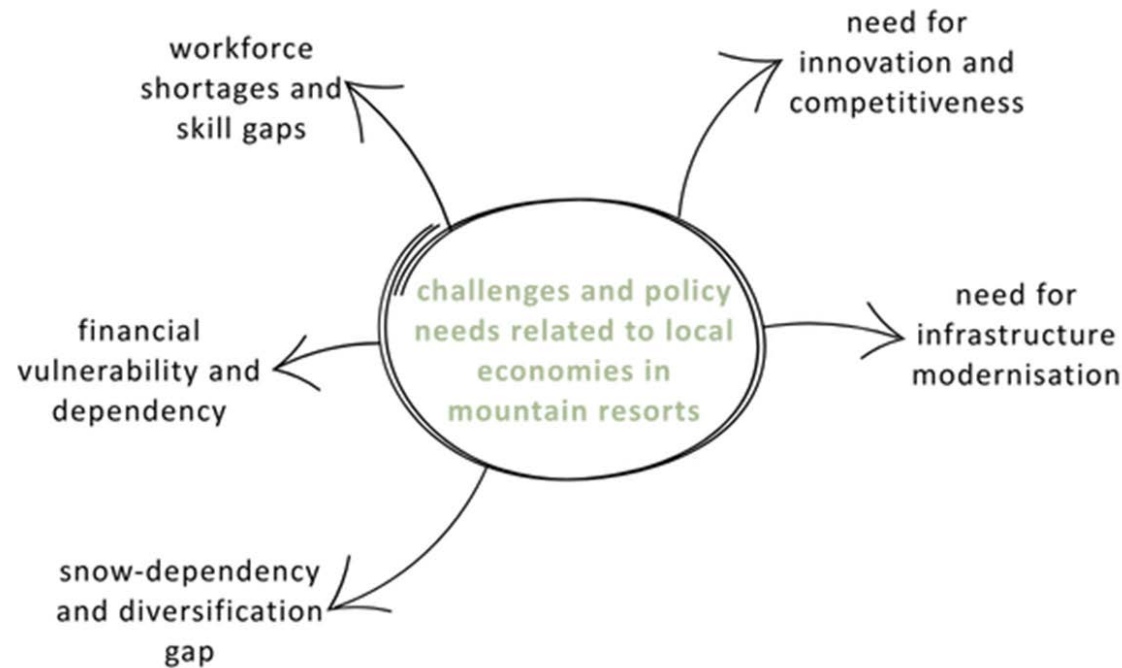 workforce
shortages and
skill gaps
need for
innovation and
competitiveness
challenges and policy
needs related to local
economies in
mountain resorts
financial
vulnerability and
dependency
need for
infrastructure
modernisation
snow-dependency
and diversification
gap